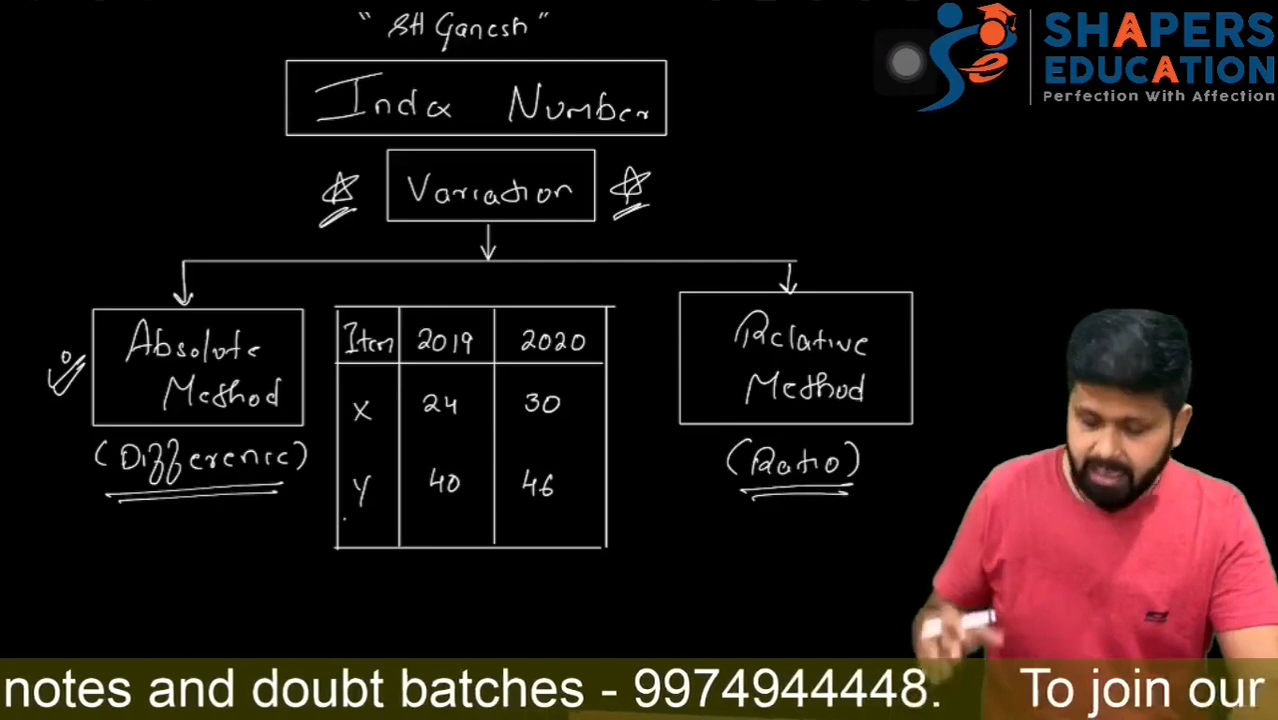 "SH Ganesh"
SHAPERS
EDUCATION
Perfection With Affection
Index Number
Variation
Absolute
Method
(Difference)
Item 2019 2020
X 24 30
y 40 46
Relative
Method
(Ratio)
notes and doubt batches - 9974944448. To join our